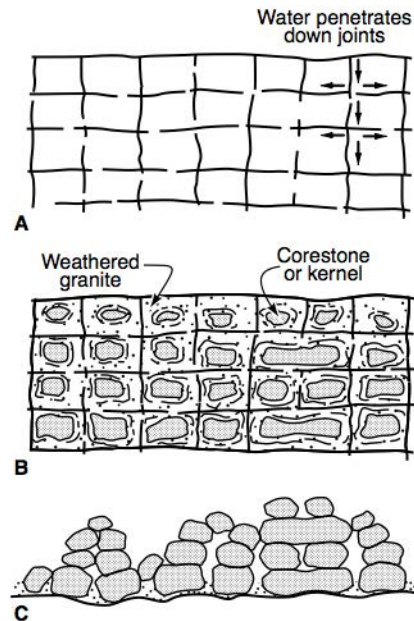 Water penetrates
down joints
A
Weathered
granite
Corestone
or kernel
B
C